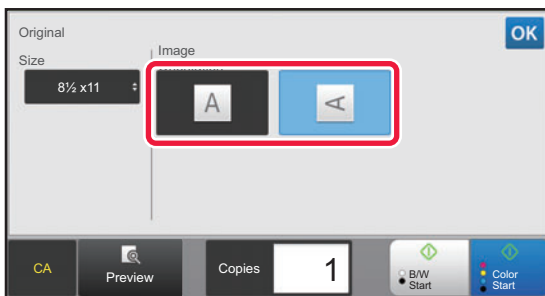 Original
OK
Size
Image
8½ x11
A
A
CA
Preview
Copies
1
B/W
Start
Color
Start